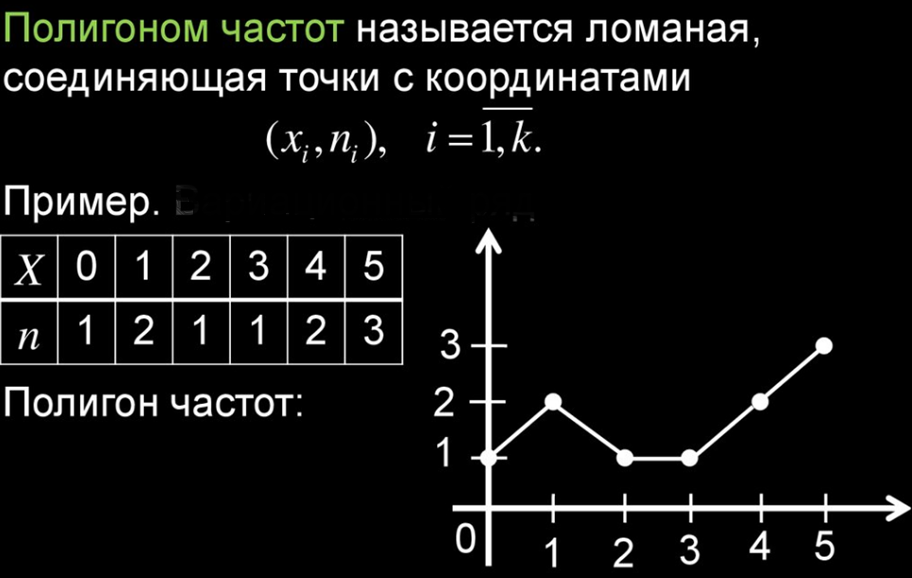 Полигоном частот называется ломаная,
соединяющая точки с координатами
(xᵢ, nᵢ), i = 1,k.
Пример.
X 0 1 2 3 4 5
n 1 2 1 1 2 3
Полигон частот:
3
2
1
0 1 2 3 4 5